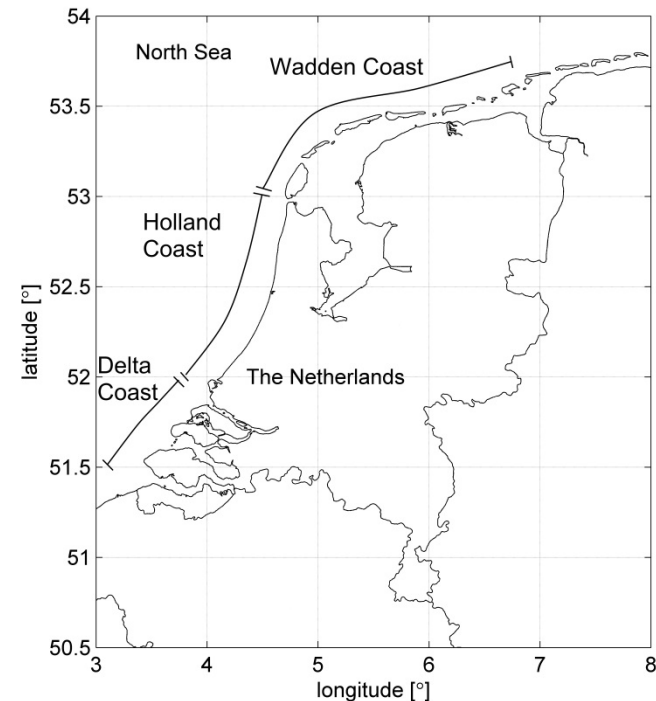 54
North Sea
Wadden Coast
53.5
53
Holland
Coast
52.5
latitude [°]
Delta
Coast
52
The Netherlands
51.5
51
50.5
3 4 5 6 7 8
longitude [°]